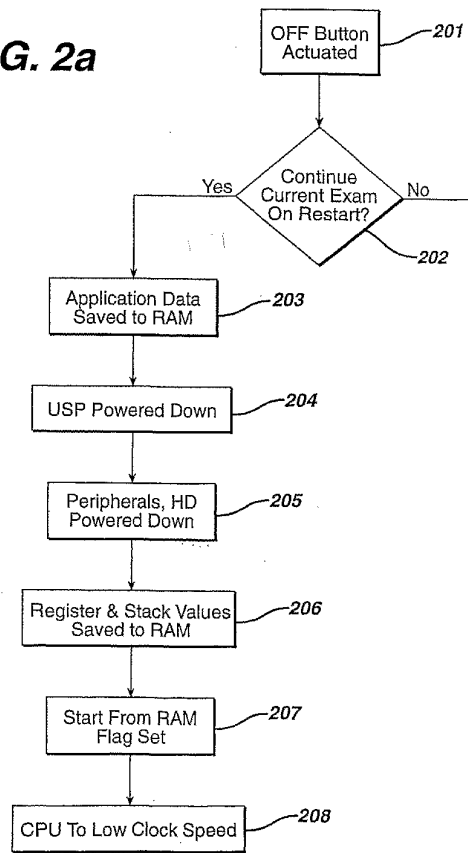 G. 2a
OFF Button
Actuated
201
Continue
Current Exam
On Restart?
Yes
No
202
Application Data
Saved to RAM
203
USP Powered Down
204
Peripherals, HD
Powered Down
205
Register & Stack Values
Saved to RAM
206
Start From RAM
Flag Set
207
CPU To Low Clock Speed
208